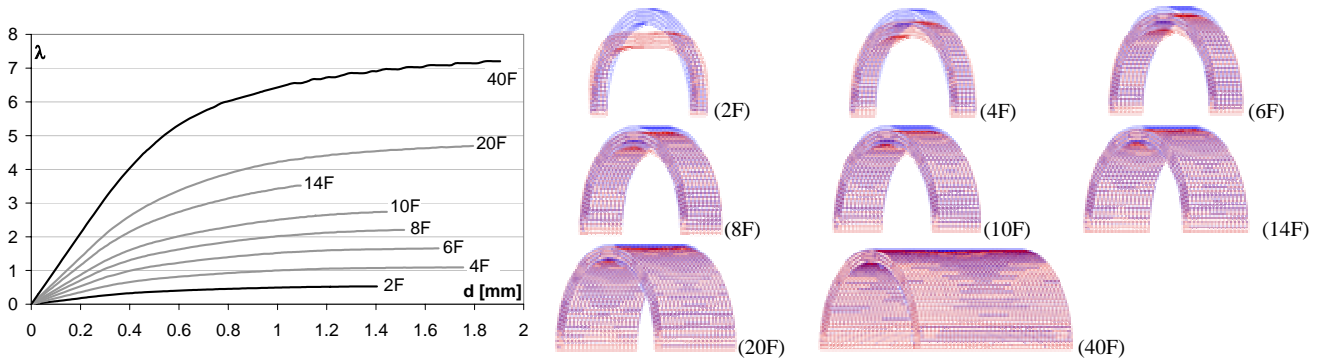 8
λ
7
6
5
4
3
2
1
0
40F
20F
14F
10F
8F
6F
4F
2F
d [mm]
0 0.2 0.4 0.6 0.8 1 1.2 1.4 1.6 1.8 2
(2F) (4F) (6F)
(8F) (10F) (14F)
(20F) (40F)